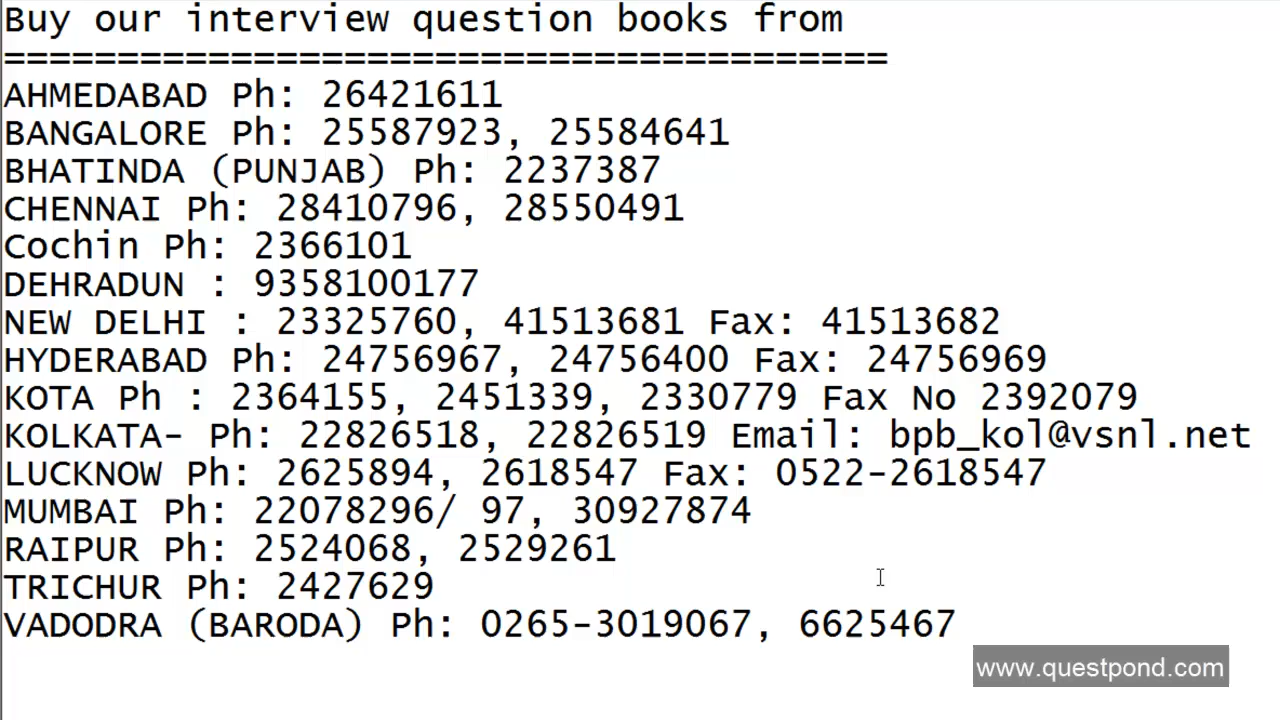 Buy our interview question books from
=======================================
AHMEDABAD Ph: 26421611
BANGALORE Ph: 25587923, 25584641
BHATINDA (PUNJAB) Ph: 2237387
CHENNAI Ph: 28410796, 28550491
Cochin Ph: 2366101
DEHRADUN : 9358100177
NEW DELHI : 23325760, 41513681 Fax: 41513682
HYDERABAD Ph: 24756967, 24756400 Fax: 24756969
KOTA Ph : 2364155, 2451339, 2330779 Fax No 2392079
KOLKATA- Ph: 22826518, 22826519 Email: bpb_kol@vsnl.net
LUCKNOW Ph: 2625894, 2618547 Fax: 0522-2618547
MUMBAI Ph: 22078296/ 97, 30927874
RAIPUR Ph: 2524068, 2529261
TRICHUR Ph: 2427629
VADODRA (BARODA) Ph: 0265-3019067, 6625467
www.questpond.com